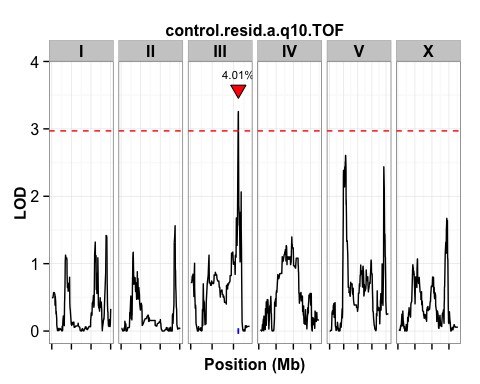 control.resid.a.q10.TOF
I II III IV V X
4.01%
4
3
2
1
0
LOD
Position (Mb)